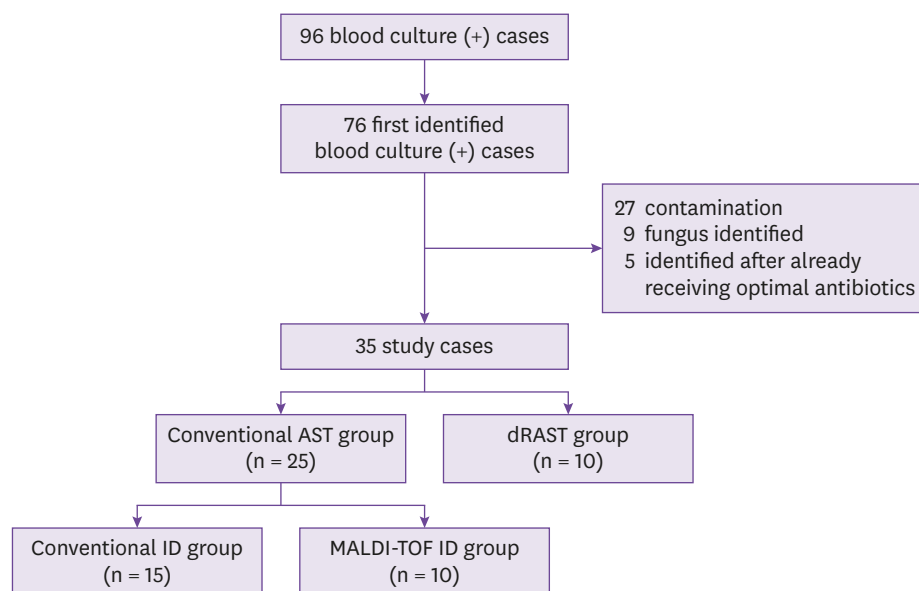 96 blood culture (+) cases
76 first identified
blood culture (+) cases
27 contamination
9 fungus identified
5 identified after already
receiving optimal antibiotics
35 study cases
Conventional AST group
(n = 25)
dRAST group
(n = 10)
Conventional ID group
(n = 15)
MALDI-TOF ID group
(n = 10)